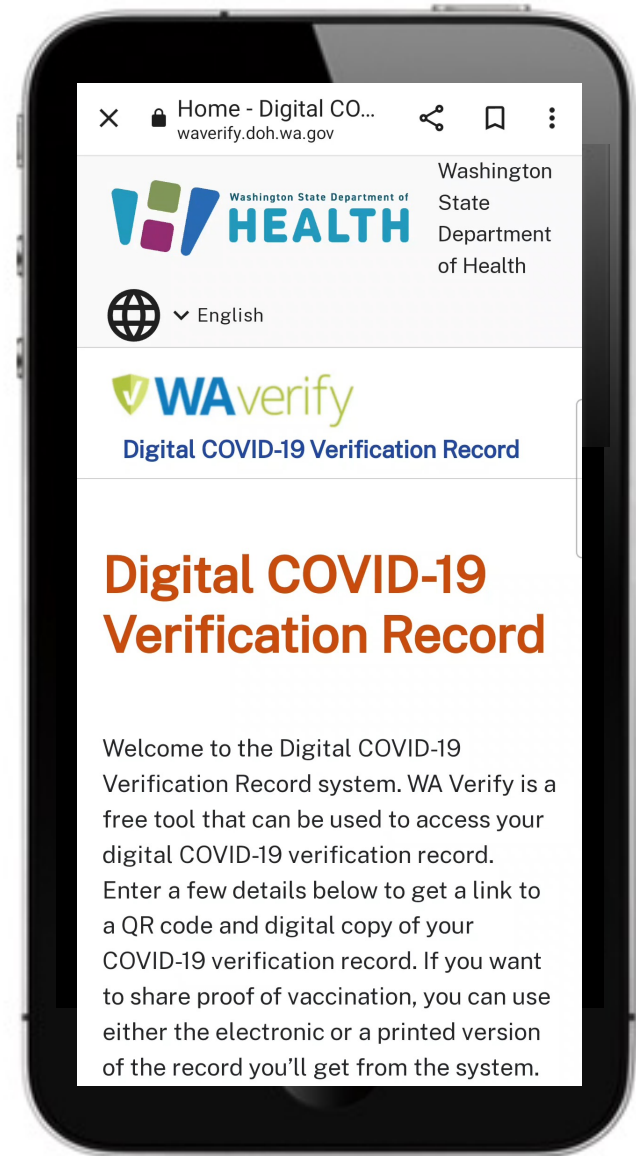 Home - Digital CO...
waverify.doh.wa.gov
Washington State Department of
HEALTH
Washington
State
Department
of Health
English
WAverify
Digital COVID-19 Verification Record
Digital COVID-19
Verification Record
Welcome to the Digital COVID-19
Verification Record system. WA Verify is a
free tool that can be used to access your
digital COVID-19 verification record.
Enter a few details below to get a link to
a QR code and digital copy of your
COVID-19 verification record. If you want
to share proof of vaccination, you can use
either the electronic or a printed version
of the record you’ll get from the system.